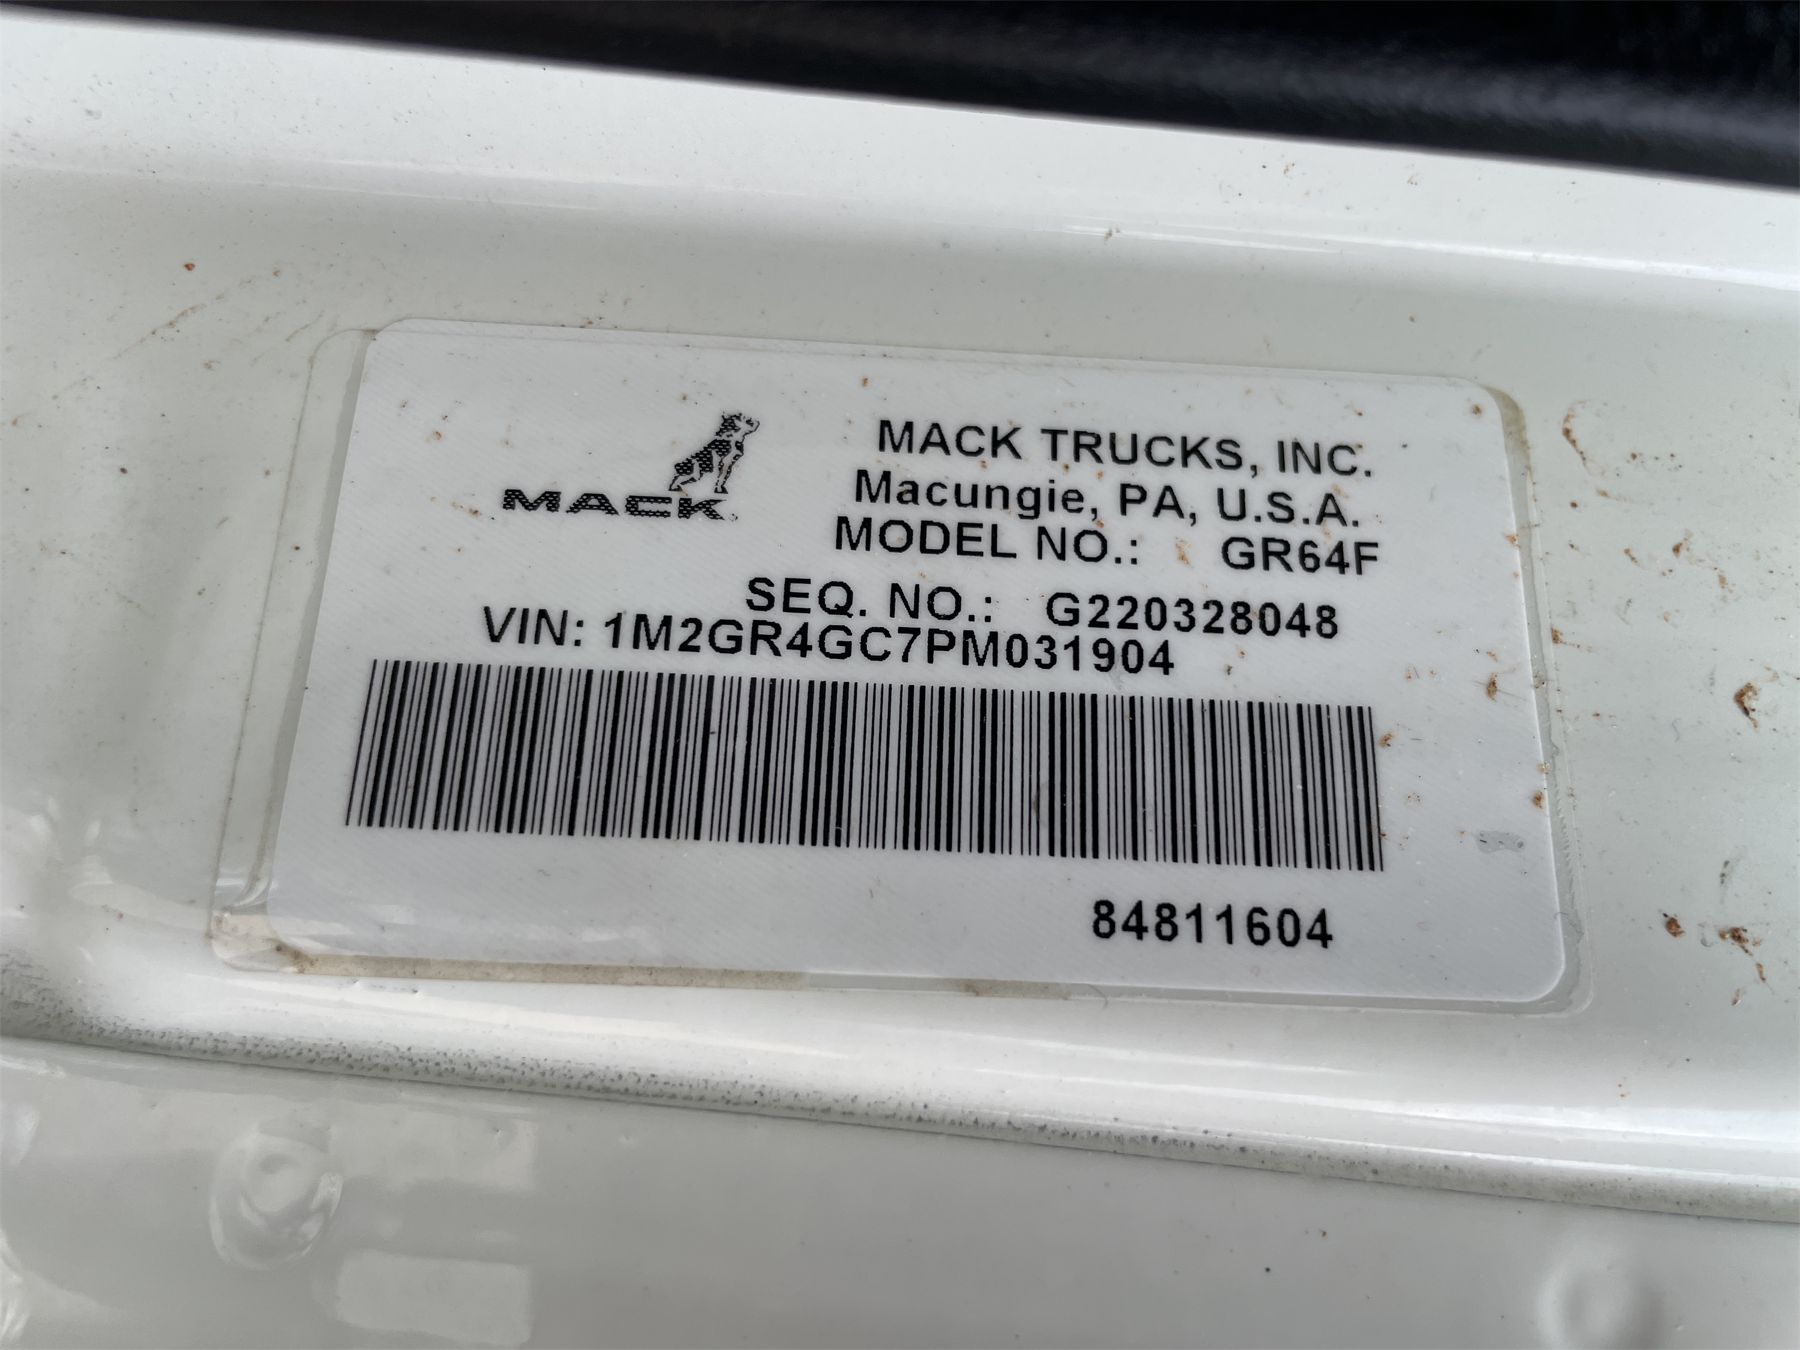 MACK
MACK TRUCKS, INC.
Macungie, PA, U.S.A.
MODEL NO.: GR64F
SEQ. NO.: G220328048
VIN: 1M2GR4GC7PM031904
84811604